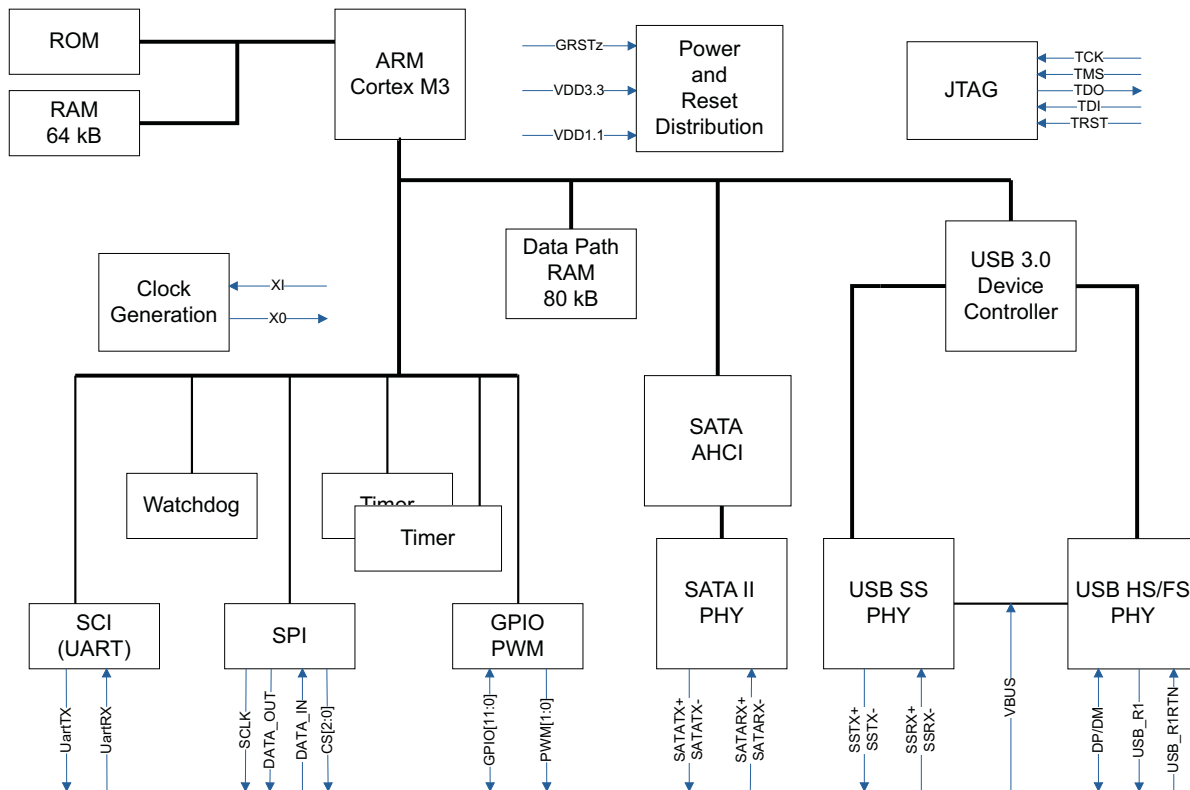 ROM
ARM
Cortex M3
RAM
64 kB
GRSTz
VDD3.3
VDD1.1
Power
and
Reset
Distribution
JTAG
TCK
TMS
TDO
TDI
TRST
Clock
Generation
XI
X0
Data Path
RAM
80 kB
USB 3.0
Device
Controller
SATA
AHCI
Watchdog
Timer
Timer
SCI
(UART)
SPI
GPIO
PWM
SATA II
PHY
USB SS
PHY
USB HS/FS
PHY
UartTX
UartRX
SCLK
DATA_OUT
DATA_IN
CS[2:0]
GPIO[11:0]
PWM[1:0]
SATATX+
SATATX-
SATARX+
SATARX-
SSTX+
SSTX-
SSRX+
SSRX-
VBUS
DP/DM
USB_R1
USB_R1RTN